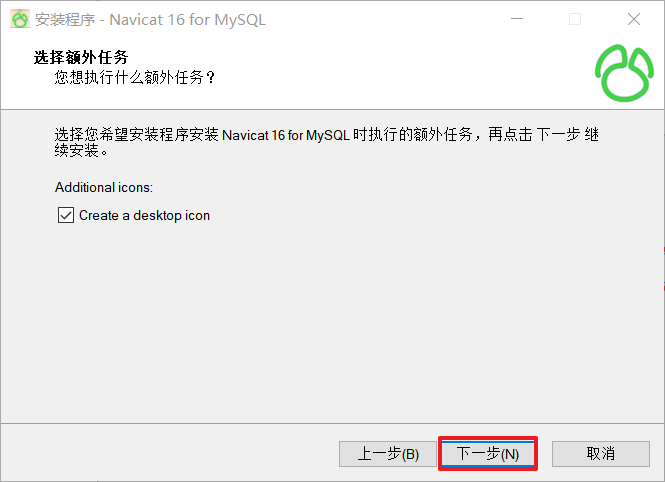 安装程序 - Navicat 16 for MySQL
选择额外任务
您想执行什么额外任务？
选择您希望安装程序安装 Navicat 16 for MySQL 时执行的额外任务，再点击 下一步 继
续安装。
Additional icons:
Create a desktop icon
上一步(B) 下一步(N) 取消